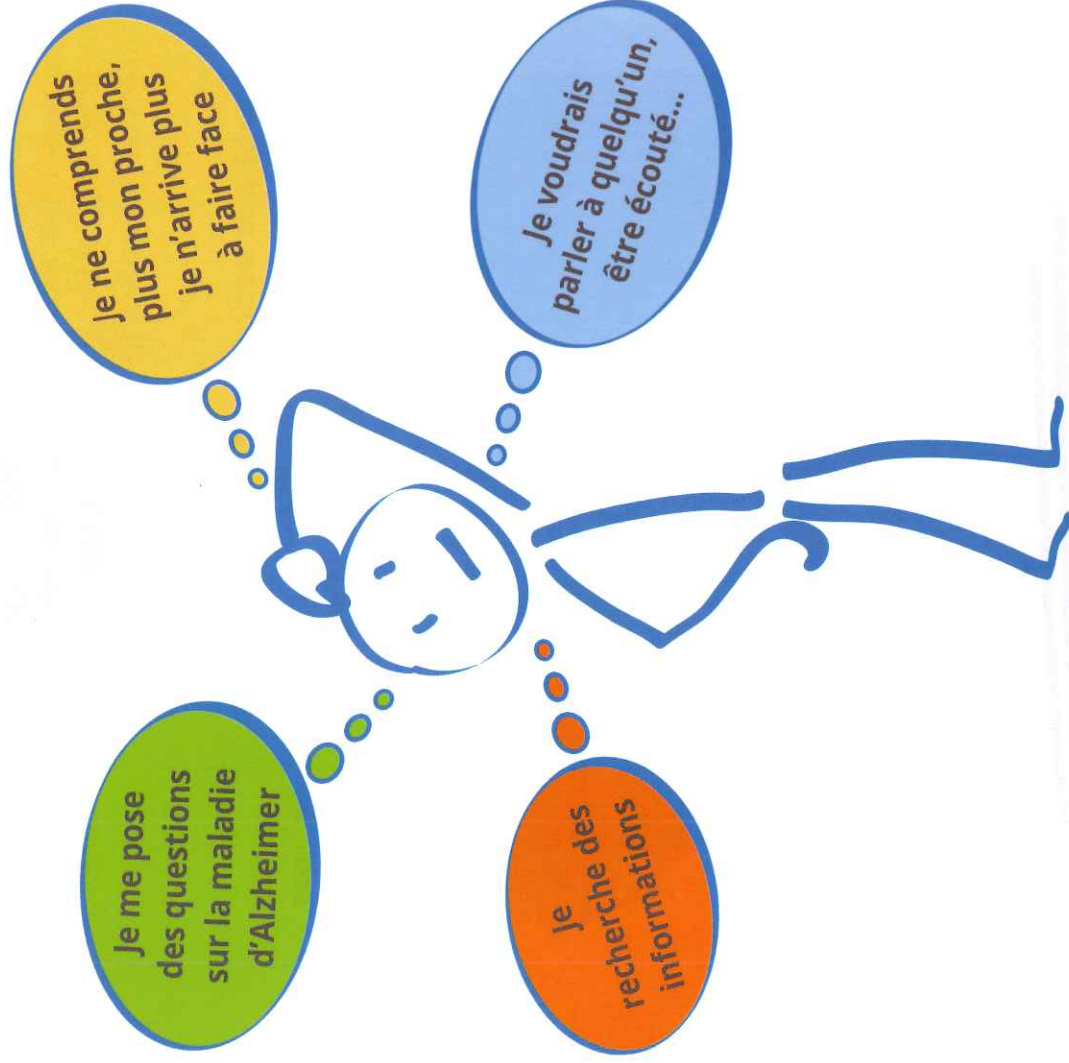 Je me pose
des questions
sur la maladie
d'Alzheimer
Je ne comprends
plus mon proche,
je n'arrive plus
à faire face
Je
recherche des
informations
Je voudrais
parler à quelqu'un,
être écouté...